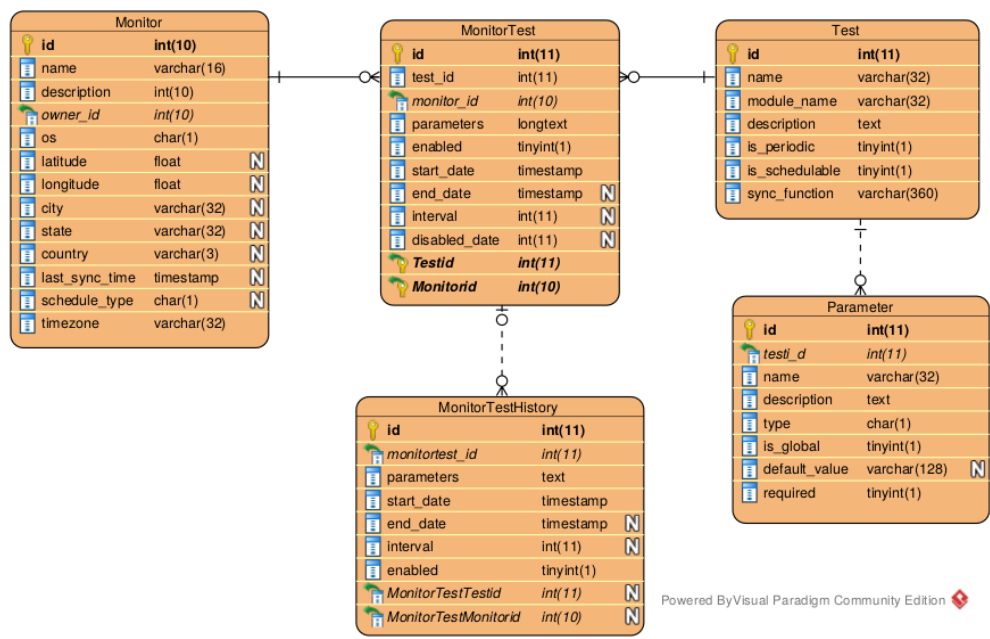 Monitor
id int(10)
name varchar(16)
description int(10)
owner_id int(10)
os char(1)
latitude float N
longitude float N
city varchar(32) N
state varchar(32) N
country varchar(3) N
last_sync_time timestamp N
schedule_type char(1) N
timezone varchar(32)
MonitorTest
id int(11)
test_id int(11)
monitor_id int(10)
parameters longtext
enabled tinyint(1)
start_date timestamp
end_date timestamp N
interval int(11) N
disabled_date int(11) N
Testid int(11)
Monitorid int(10)
Test
id int(11)
name varchar(32)
module_name varchar(32)
description text
is_periodic tinyint(1)
is_schedulable tinyint(1)
sync_function varchar(360)
Parameter
id int(11)
testi_d int(11)
name varchar(32)
description text
type char(1)
is_global tinyint(1)
default_value varchar(128) N
required tinyint(1)
MonitorTestHistory
id int(11)
monitortest_id int(11)
parameters text
start_date timestamp
end_date timestamp N
interval int(11) N
enabled tinyint(1)
MonitorTestTestid int(11) N
MonitorTestMonitorid int(10) N
Powered ByVisual Paradigm Community Edition